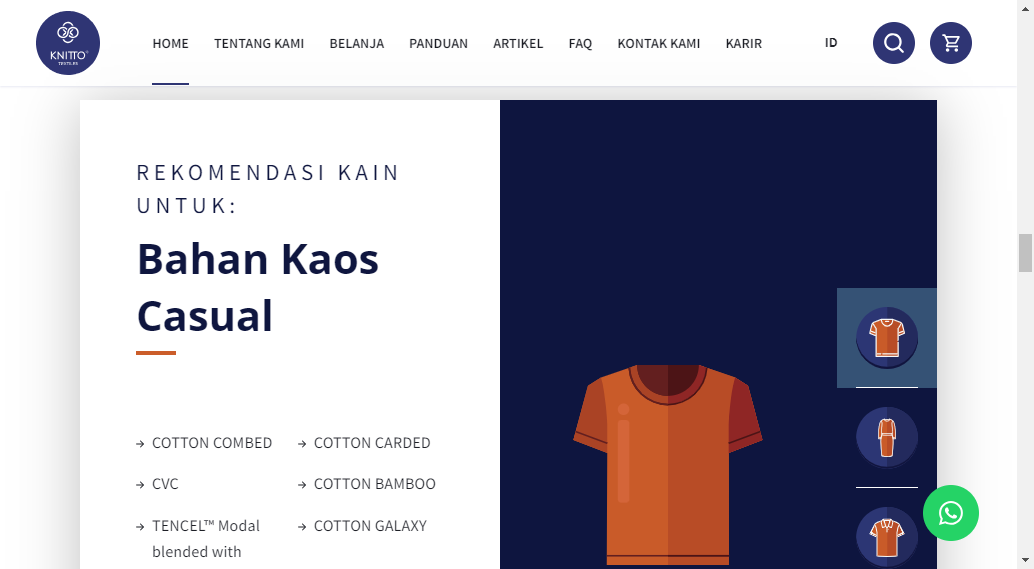 KNITTO®
TEXTILES
HOME TENTANG KAMI BELANJA PANDUAN ARTIKEL FAQ KONTAK KAMI KARIR ID
REKOMENDASI KAIN
UNTUK:
Bahan Kaos
Casual
→ COTTON COMBED → COTTON CARDED
→ CVC → COTTON BAMBOO
→ TENCEL™ Modal → COTTON GALAXY
blended with